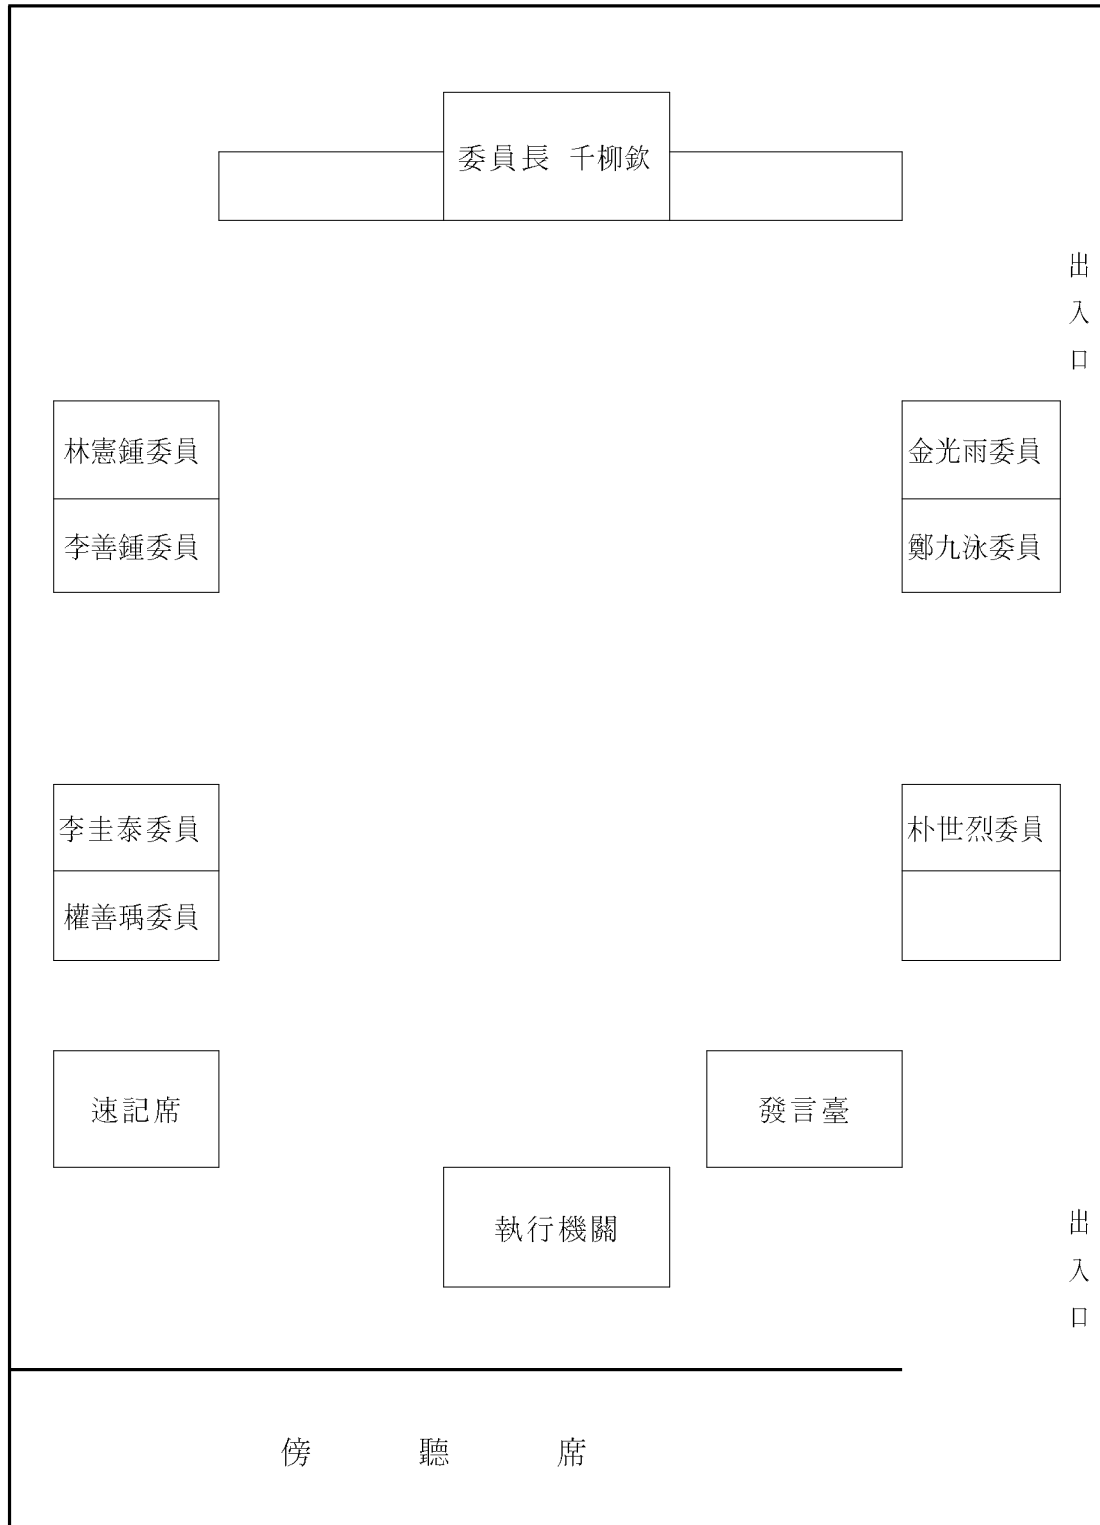 委員長 千柳欽
出入口
林憲鍾委員
金光雨委員
李善鍾委員
鄭九泳委員
李圭泰委員
朴世烈委員
權善瑀委員
速記席
發言臺
執行機關
出入口
傍聽席